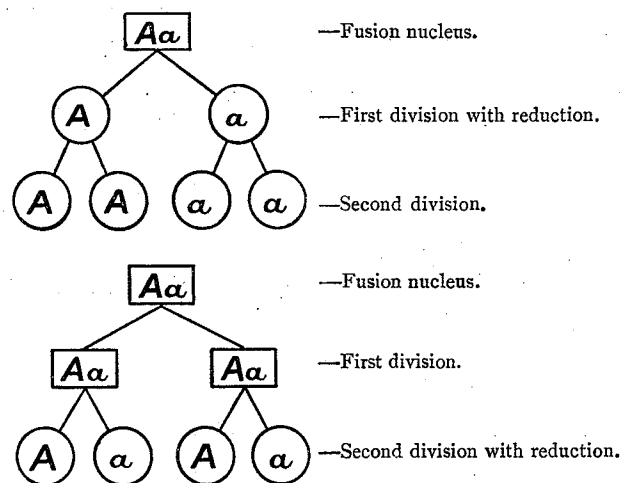 Aa —Fusion nucleus.
A a —First division with reduction.
A A a a —Second division.
Aa —Fusion nucleus.
Aa Aa —First division.
A a A a —Second division with reduction.